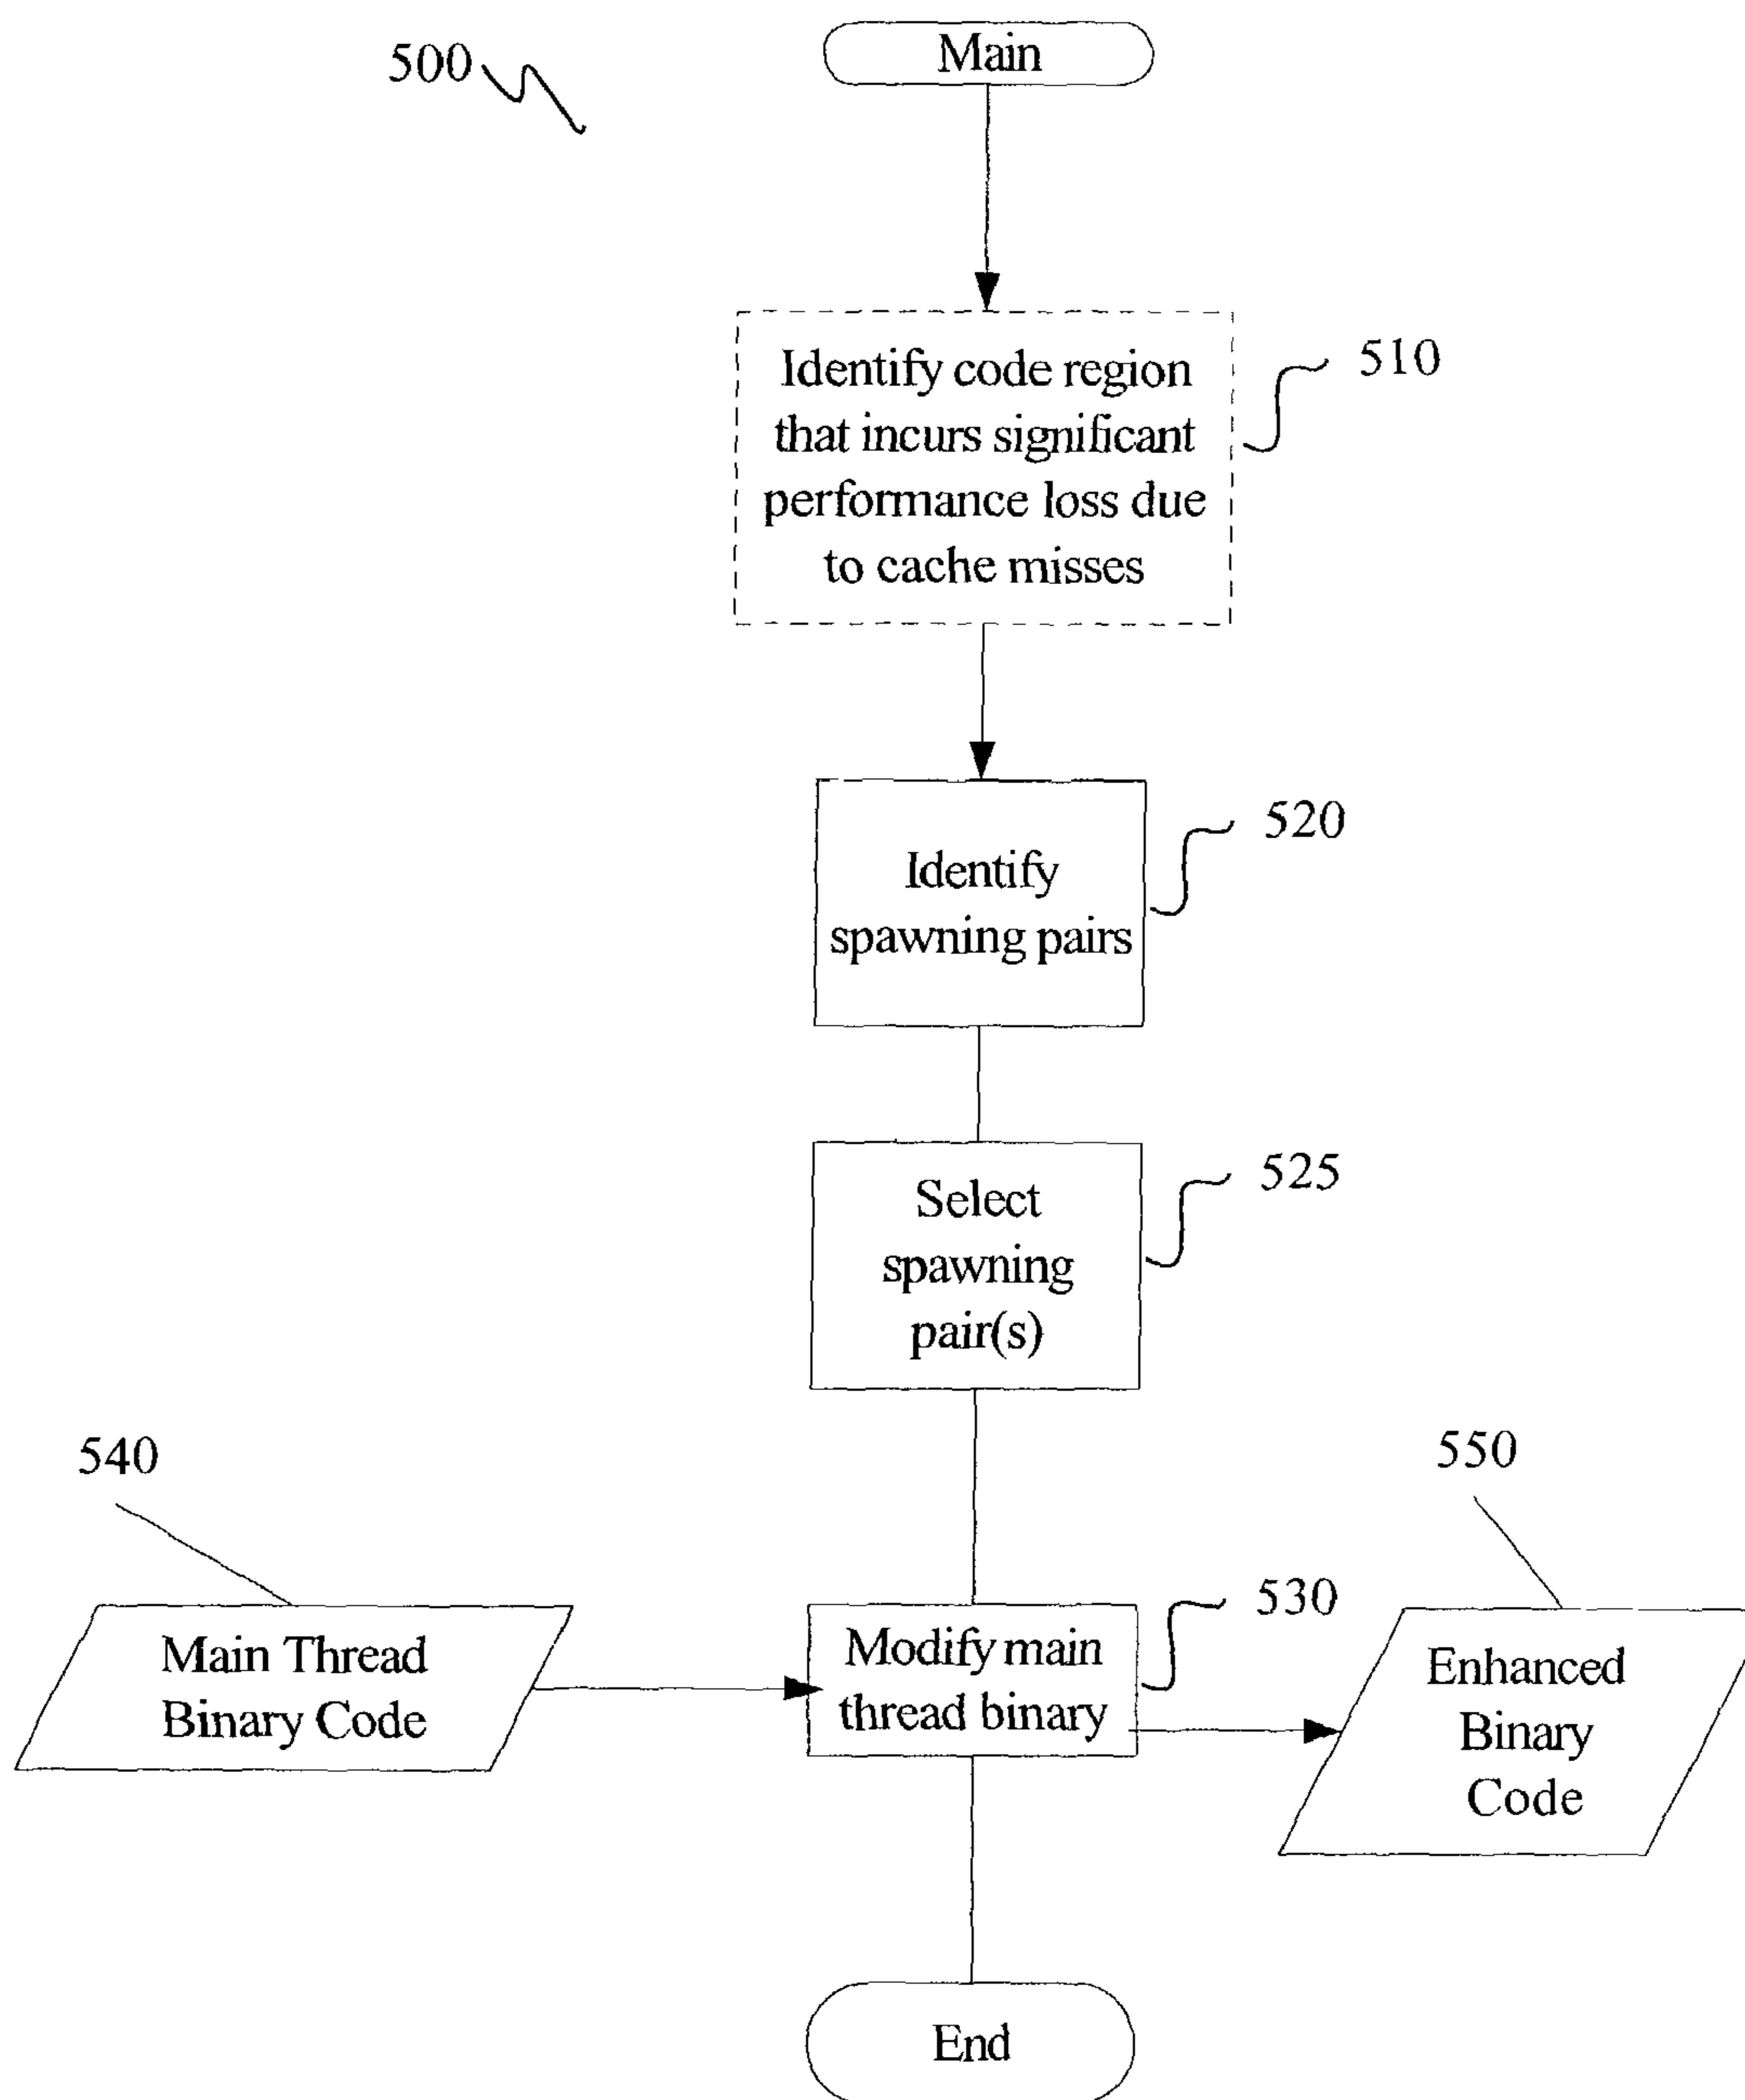 Main
500
Identify code region
that incurs significant
performance loss due
to cache misses
510
Identify
spawning pairs
520
Select
spawning
pair(s)
525
540
Main Thread
Binary Code
Modify main
thread binary
530
550
Enhanced
Binary
Code
End